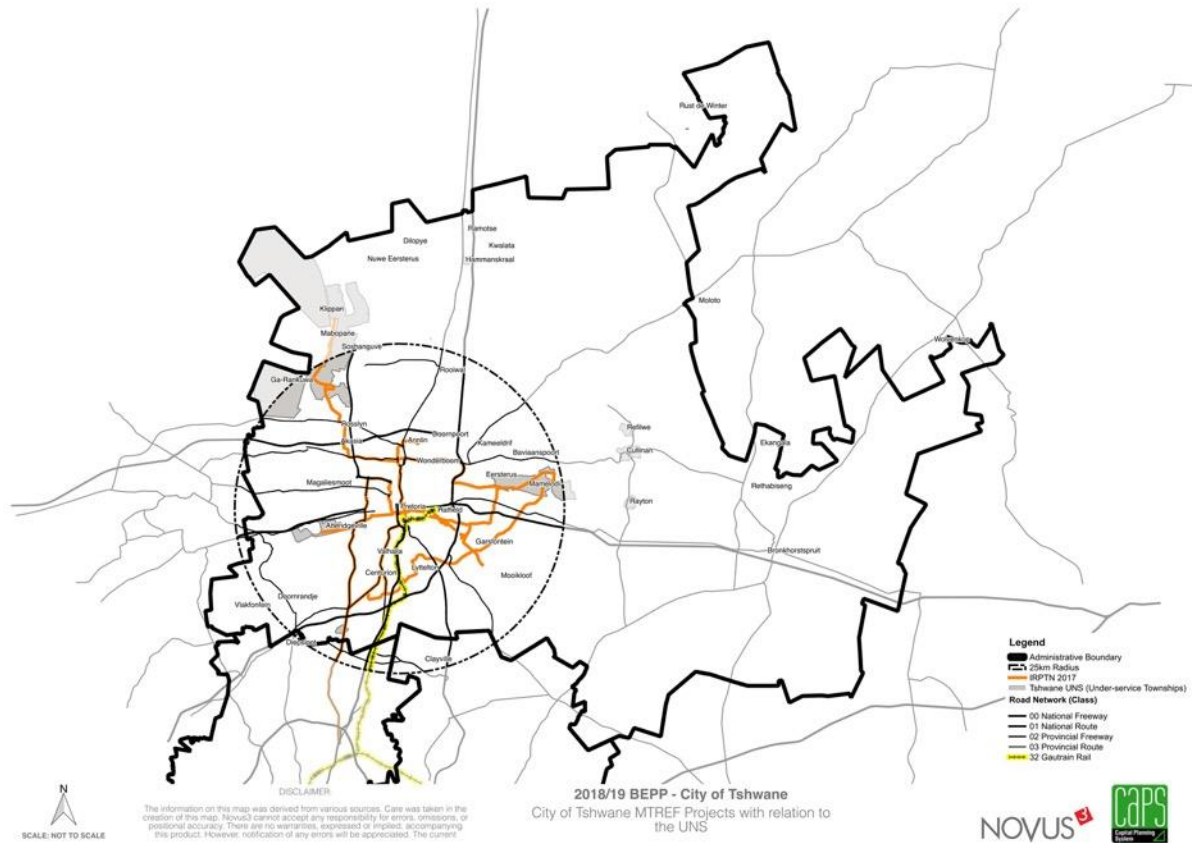 Rust de Winter
Ramotse
Dilopye
Kwalata
Nuwe Eersterus
Hammanskraal
Moloto
Klippan
Mabopane
Soshanguve
Ga-Rankuwa
Rooiwal
Rosslyn
Akasia
Annlin
Boornpoort
Kameeldrif
Wonderboom
Baviaanspoort
Refilwe
Cullinan
Ekangala
Magaliesmoot
Eersterus
Mamelodi
Rethabiseng
Rayton
Pretoria
Hatfield
Atteridgeville
Garsfontein
Bronkhorstspruit
Valhala
Centurion
Lyttelton
Mooikloof
Doornrandje
Vlakfontein
Diepsloot
Clayville
Legend
Administrative Boundary
25km Radius
IRPTN 2017
Tshwane UNS (Under-service Townships)
Road Network (Class)
00 National Freeway
01 National Route
02 Provincial Freeway
03 Provincial Route
32 Gautrain Rail
N
SCALE: NOT TO SCALE
DISCLAIMER:
The information on this map was derived from various sources. Care was taken in the
creation of this map. Novus3 cannot accept any responsibility for errors, omissions, or
positional accuracy. There are no warranties, expressed or implied, accompanying
this product. However, notification of any errors will be appreciated. The current
2018/19 BEPP - City of Tshwane
City of Tshwane MTREF Projects with relation to
the UNS
NOVUS3
CAPS
Capital Planning
System